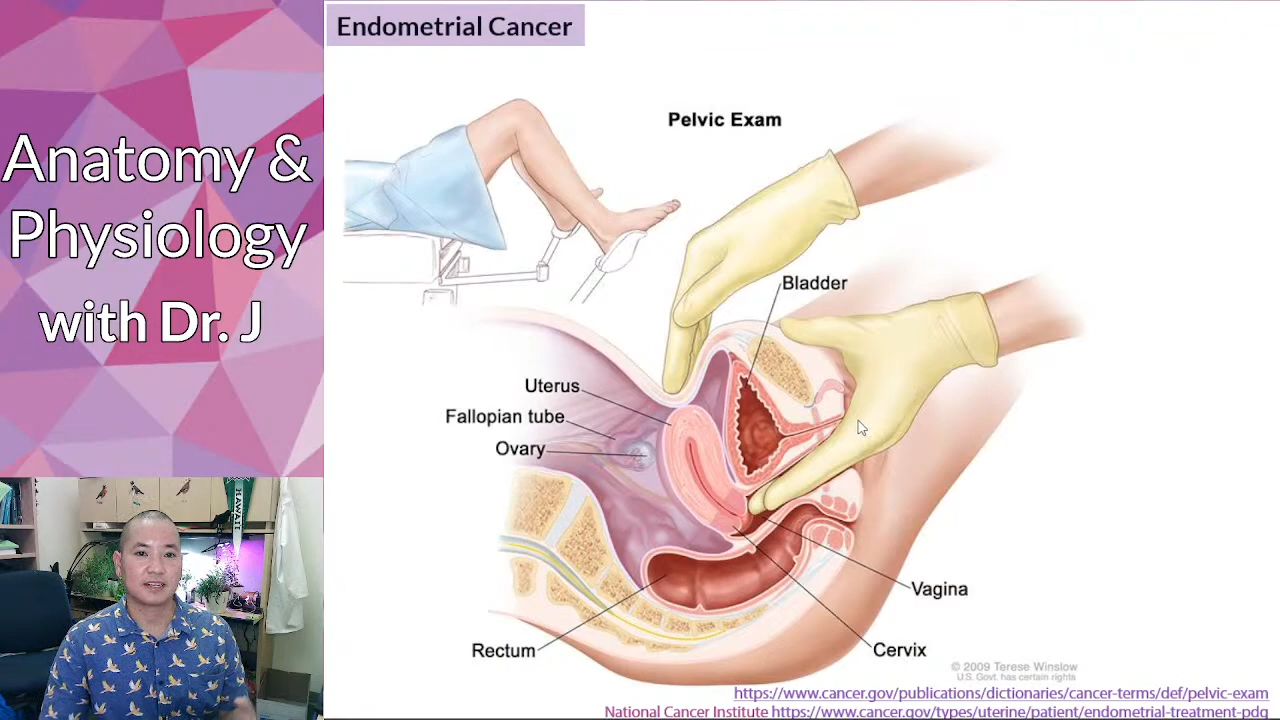 Anatomy &
Physiology
with Dr. J
Endometrial Cancer
Pelvic Exam
Bladder
Uterus
Fallopian tube
Ovary
Vagina
Rectum
Cervix
© 2009 Terese Winslow
U.S. Govt. has certain rights
https://www.cancer.gov/publications/dictionaries/cancer-terms/def/pelvic-exam
National Cancer Institute https://www.cancer.gov/types/uterine/patient/endometrial-treatment-pdq
HAWAII